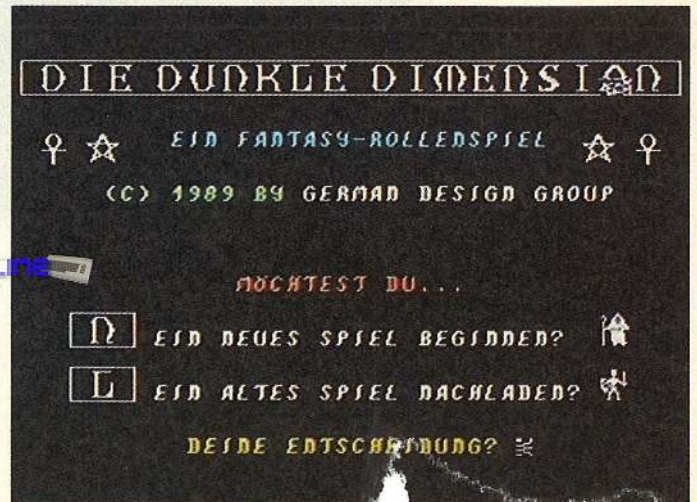 DIE DUNKLE DIMENSION
EIN FANTASY-ROLLENSPIEL
(C) 1989 BY GERMAN DESIGN GROUP
MÖCHTEST DU...
N EIN NEUES SPIEL BEGINNEN?
L EIN ALTES SPIEL NACHLADEN?
DEINE ENTSCHEIDUNG?